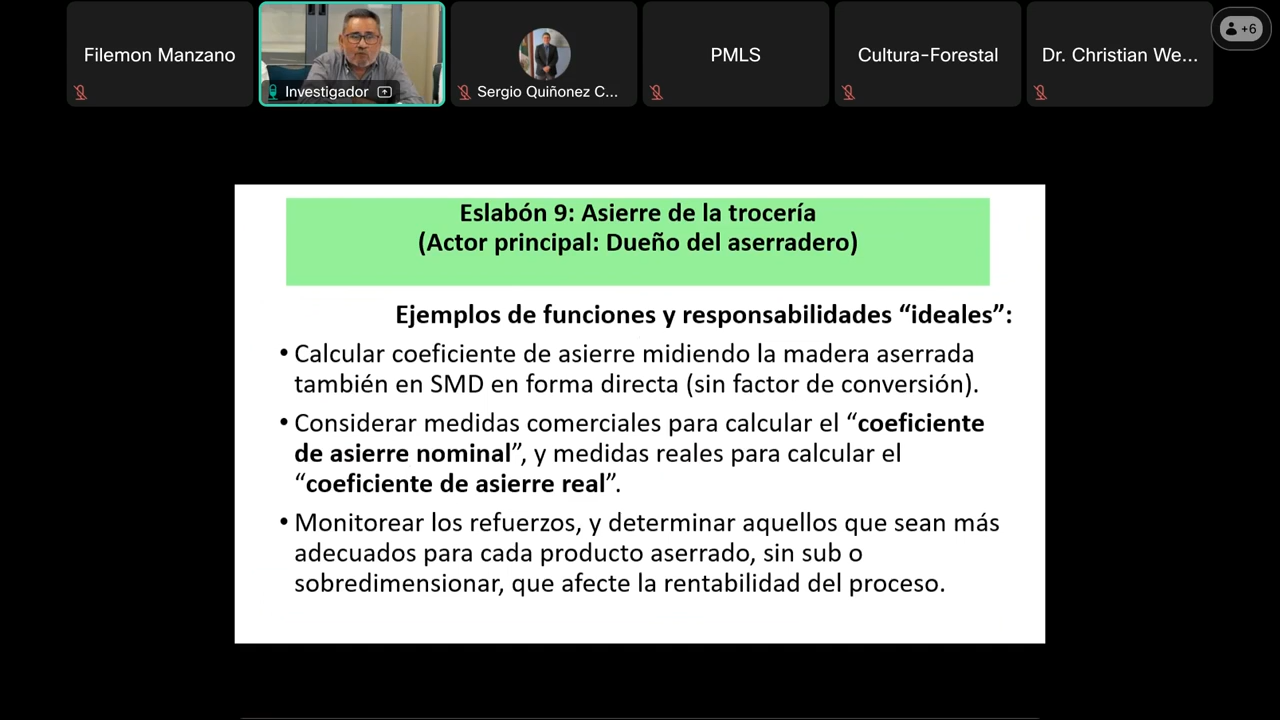 Filemon Manzano
Investigador
Sergio Quiñonez C...
PMLS
Cultura-Forestal
Dr. Christian We...
+6
Eslabón 9: Asierre de la trocería
(Actor principal: Dueño del aserradero)
Ejemplos de funciones y responsabilidades “ideales”:
• Calcular coeficiente de asierre midiendo la madera aserrada
también en SMD en forma directa (sin factor de conversión).
• Considerar medidas comerciales para calcular el “coeficiente
de asierre nominal”, y medidas reales para calcular el
“coeficiente de asierre real”.
• Monitorear los refuerzos, y determinar aquellos que sean más
adecuados para cada producto aserrado, sin sub o
sobredimensionar, que afecte la rentabilidad del proceso.